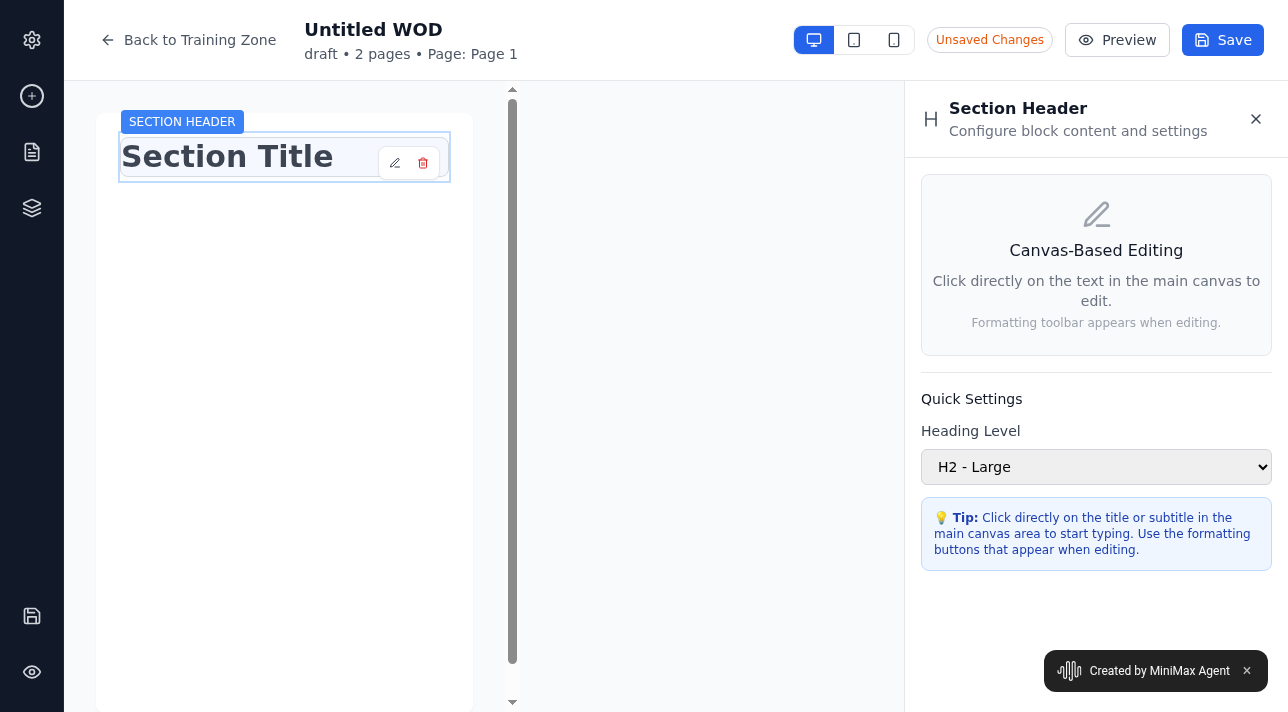 Back to Training Zone
Untitled WOD
draft • 2 pages • Page: Page 1
Unsaved Changes
Preview
Save
SECTION HEADER
Section Title
Section Header
Configure block content and settings
Canvas-Based Editing
Click directly on the text in the main canvas to
edit.
Formatting toolbar appears when editing.
Quick Settings
Heading Level
H2 - Large
💡 Tip: Click directly on the title or subtitle in the
main canvas area to start typing. Use the formatting
buttons that appear when editing.
Created by MiniMax Agent